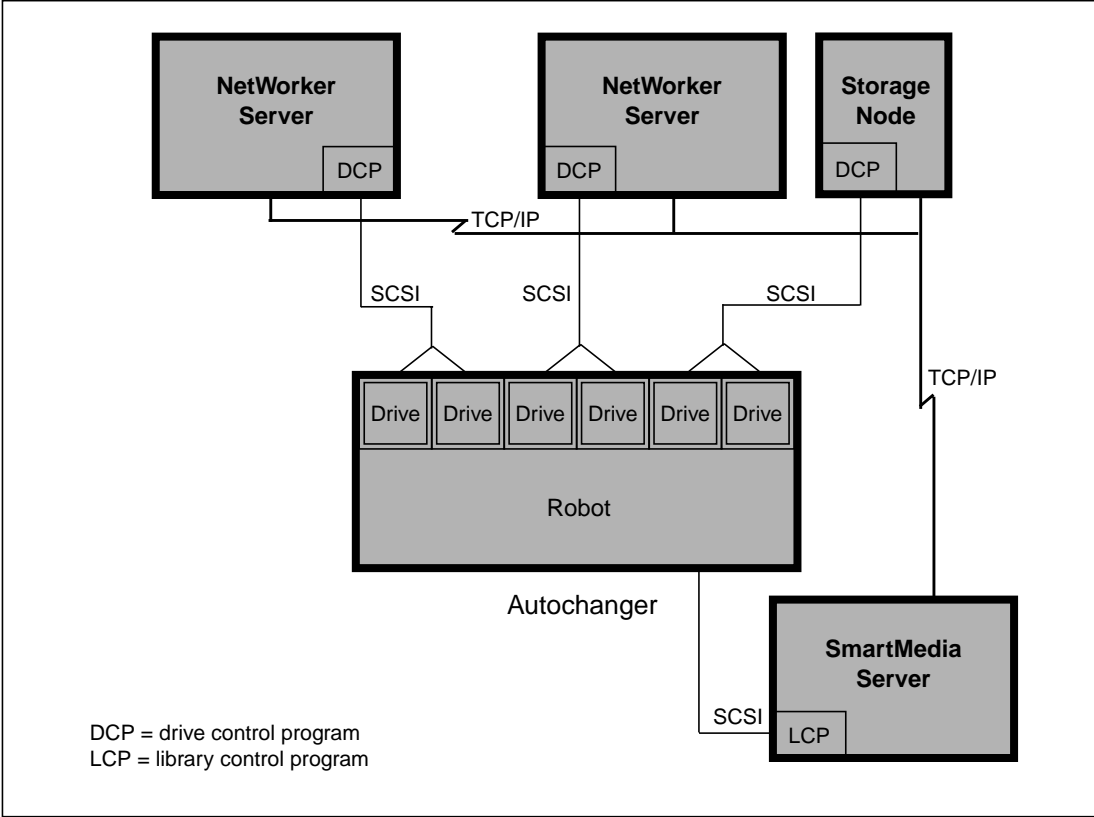 NetWorker
Server
DCP
NetWorker
Server
DCP
Storage
Node
DCP
TCP/IP
SCSI
SCSI
SCSI
TCP/IP
Drive
Drive
Drive
Drive
Drive
Drive
Robot
Autochanger
SmartMedia
Server
SCSI
LCP
DCP = drive control program
LCP = library control program